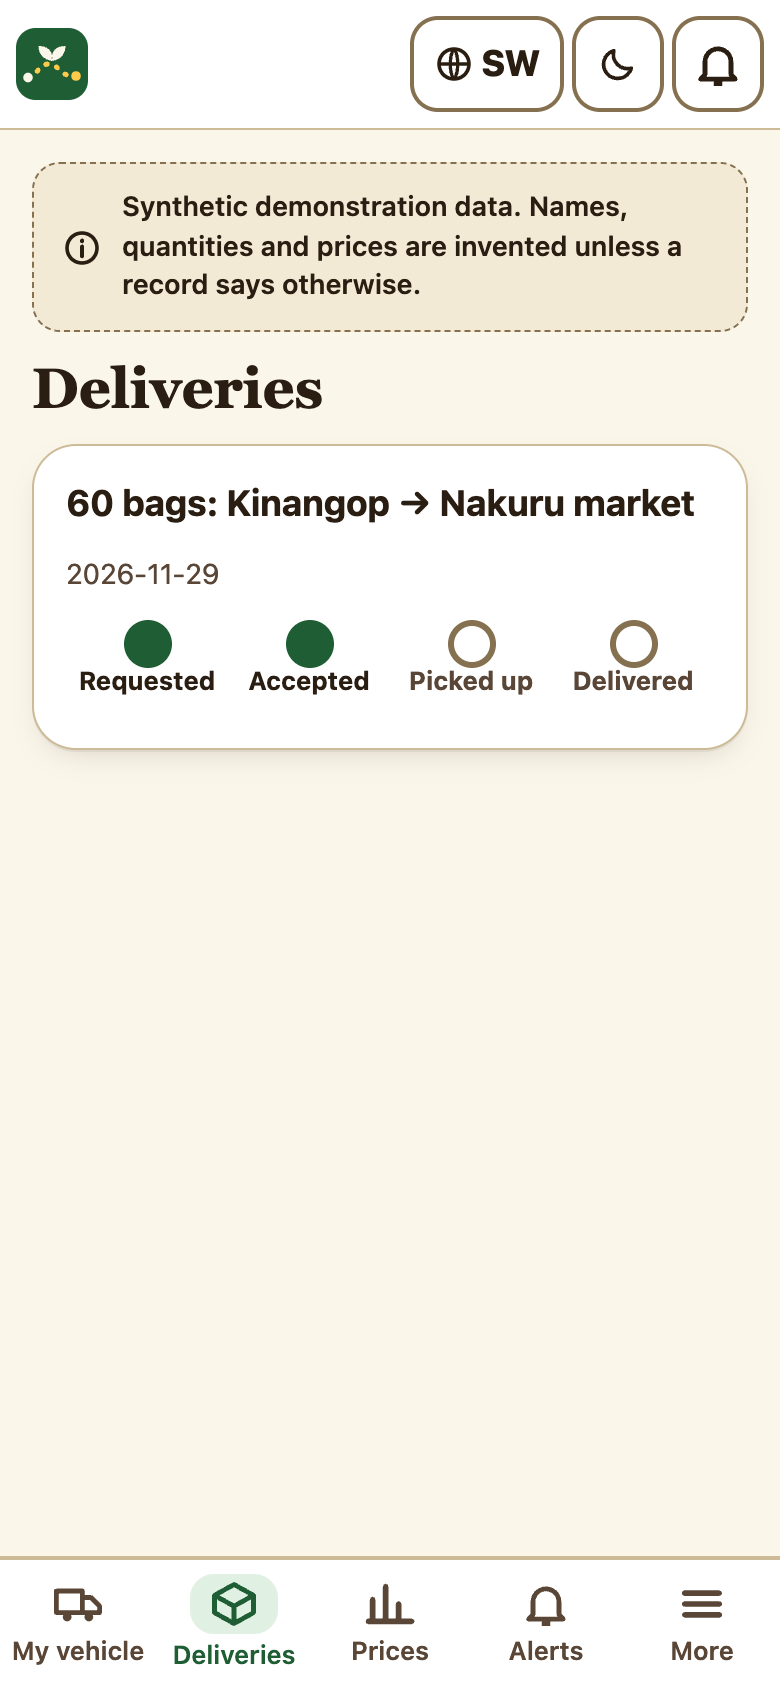 SW
Synthetic demonstration data. Names,
quantities and prices are invented unless a
record says otherwise.
Deliveries
60 bags: Kinangop → Nakuru market
2026-11-29
Requested Accepted Picked up Delivered
My vehicle Deliveries Prices Alerts More